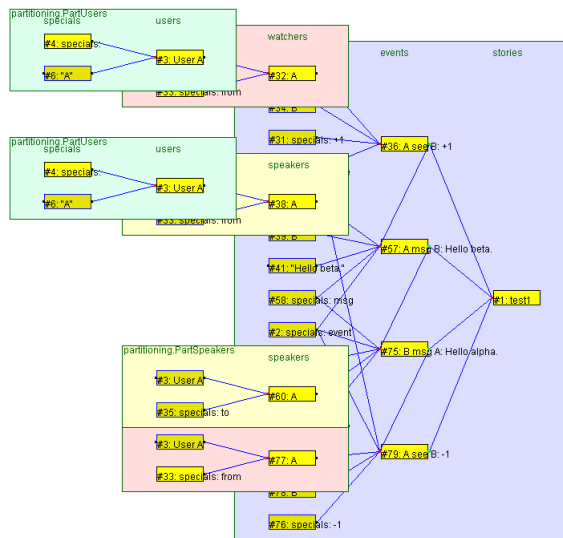 partitioning.PartUsers
specials
users
#4: specials:
#3: User A
#6: "A"
watchers
#32: A
#33: specials: from
#34: B
#31: specials: +1
events
stories
#36: A see B: +1
partitioning.PartUsers
specials
users
#4: specials:
#3: User A
#6: "A"
speakers
#38: A
#33: specials: from
#39: B
#41: "Hello beta."
#57: A msg B: Hello beta.
#58: specials: msg
#1: test1
#2: specials: event
#75: B msg A: Hello alpha.
partitioning.PartSpeakers
speakers
#3: User A
#60: A
#35: specials: to
#3: User A
#77: A
#33: specials: from
#79: A see B: -1
#78: B
#76: specials: -1